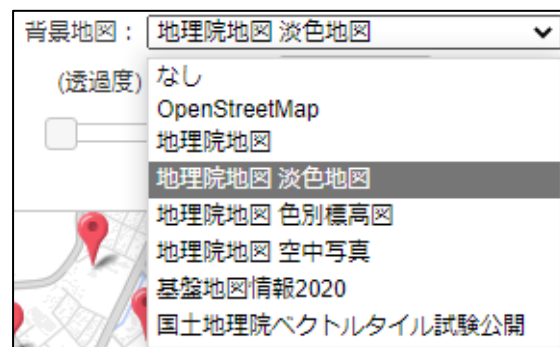 背景地図： 地理院地図 淡色地図
(透過度)
なし
OpenStreetMap
地理院地図
地理院地図 淡色地図
地理院地図 色別標高図
地理院地図 空中写真
基盤地図情報2020
国土地理院ベクトルタイル試験公開